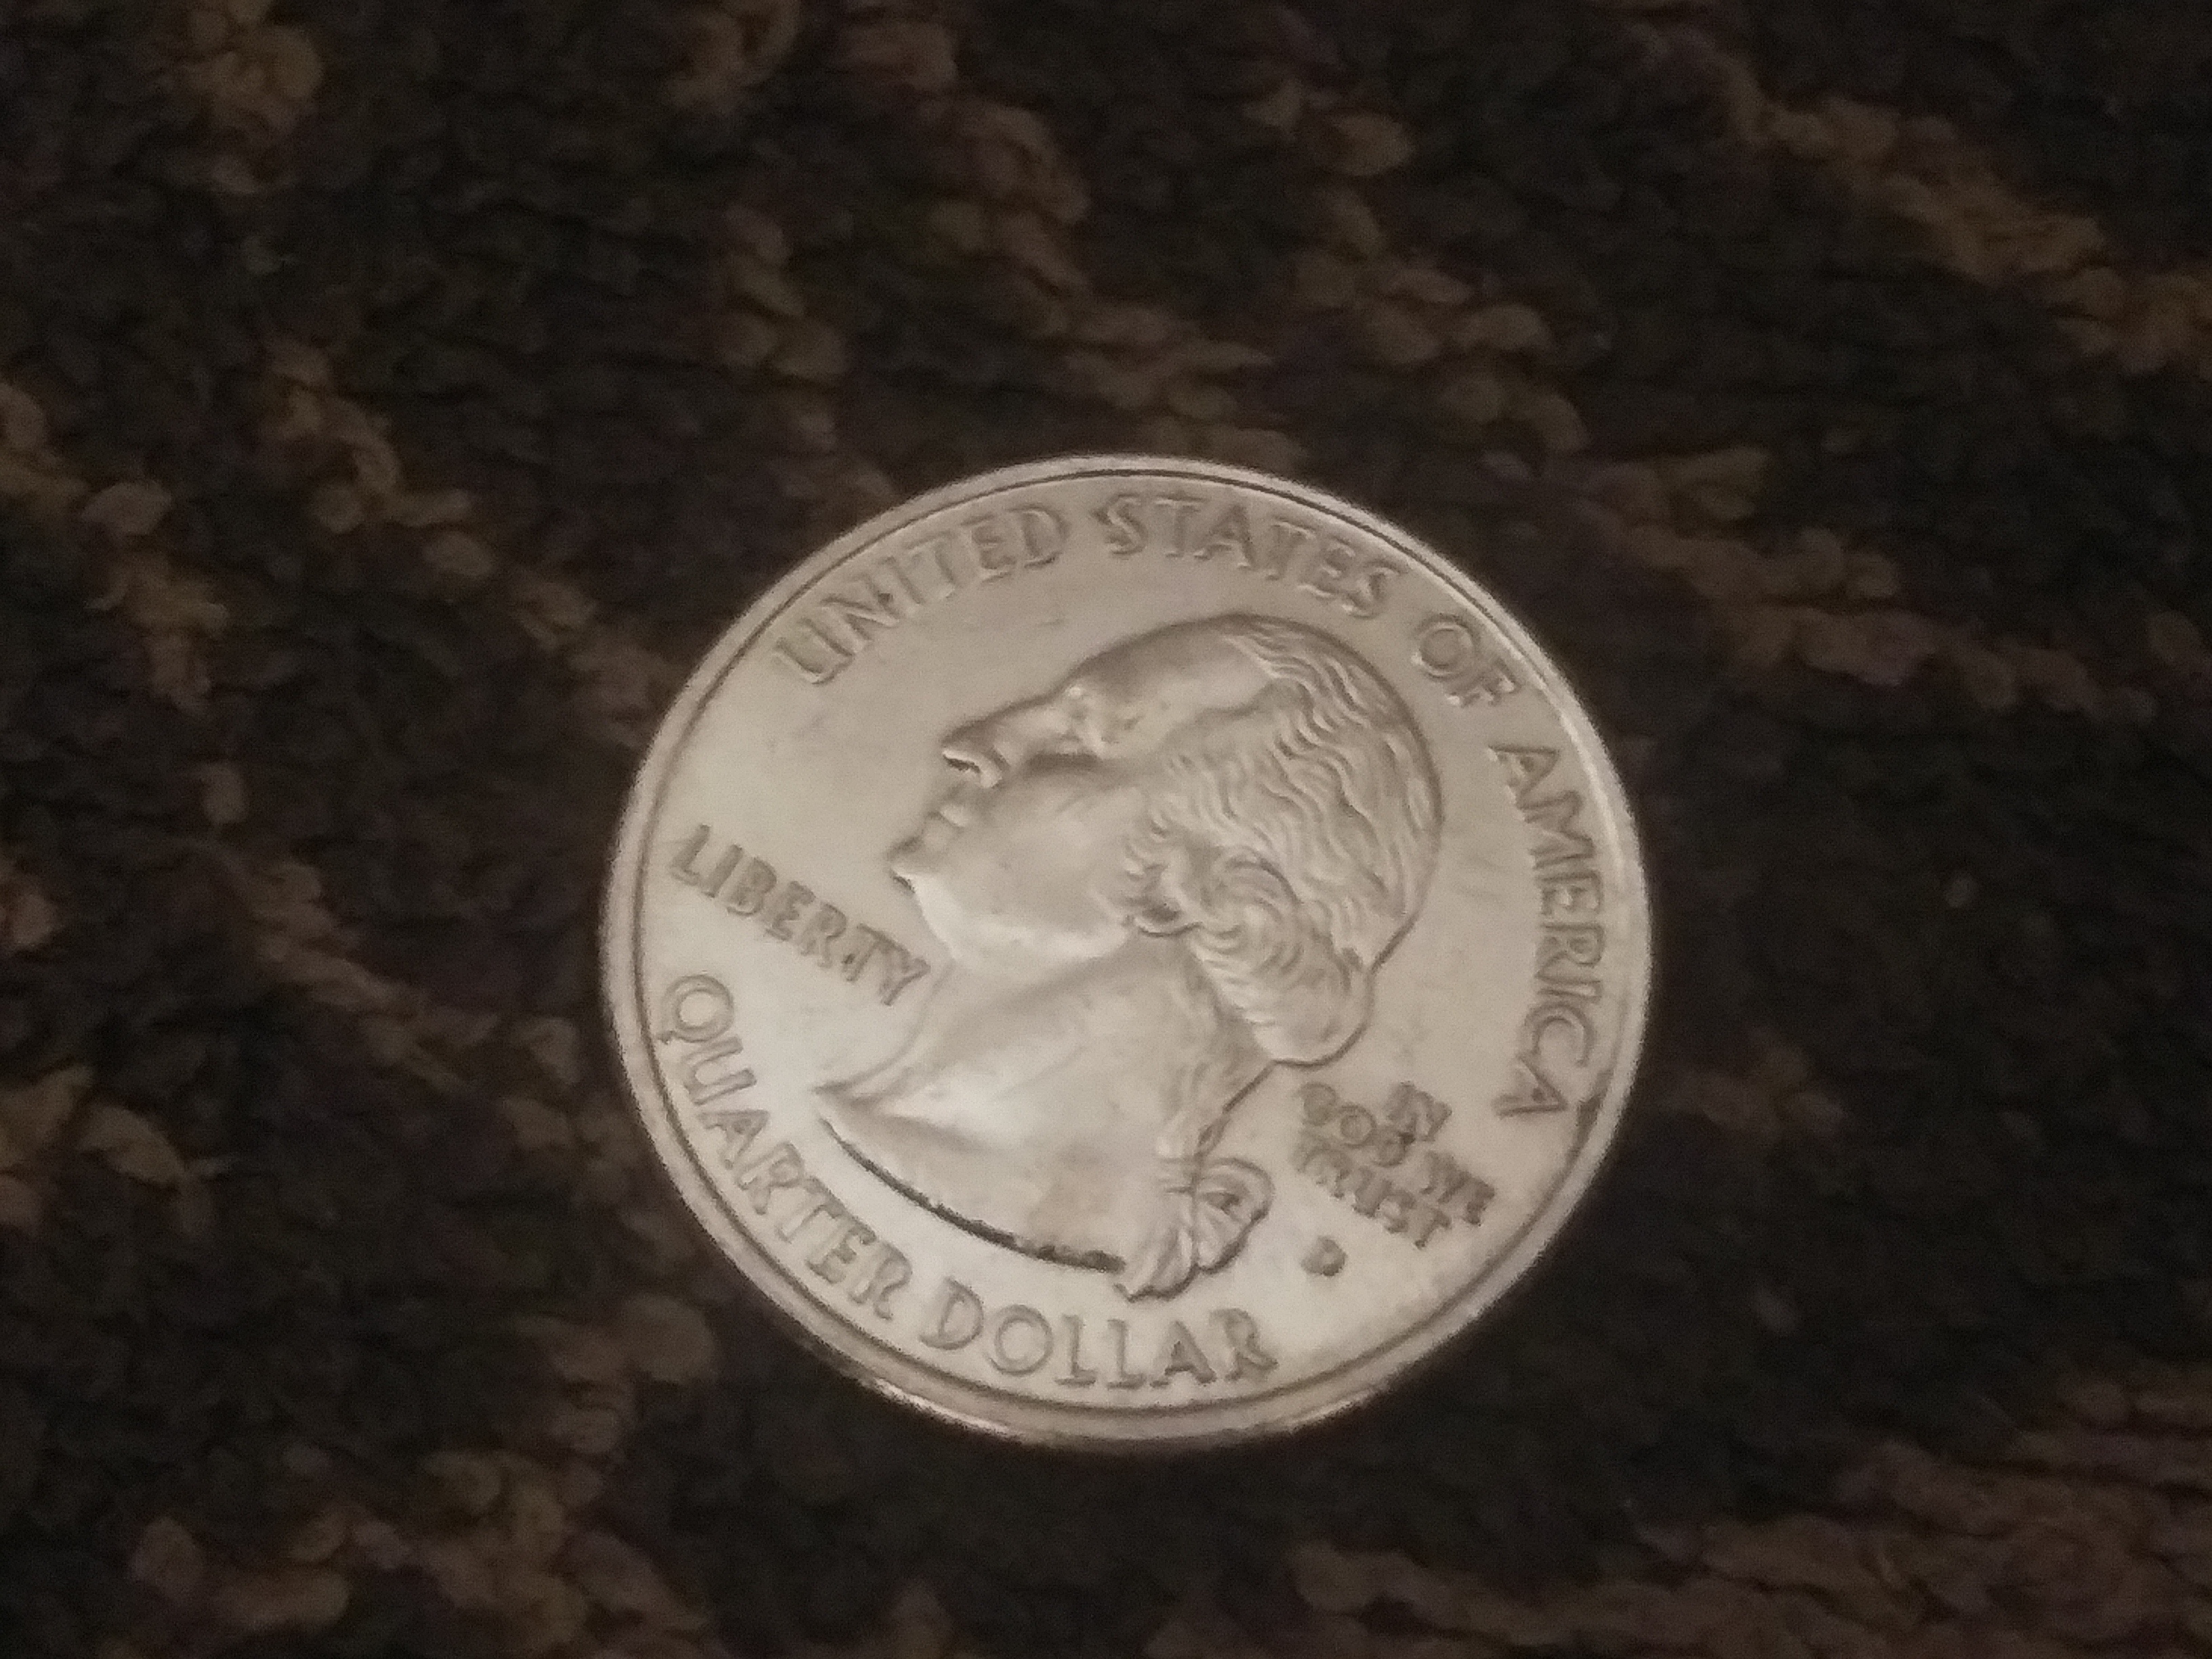 UNITED STATES OF AMERICA
LIBERTY
IN
GOD WE
TRUST
D
QUARTER DOLLAR